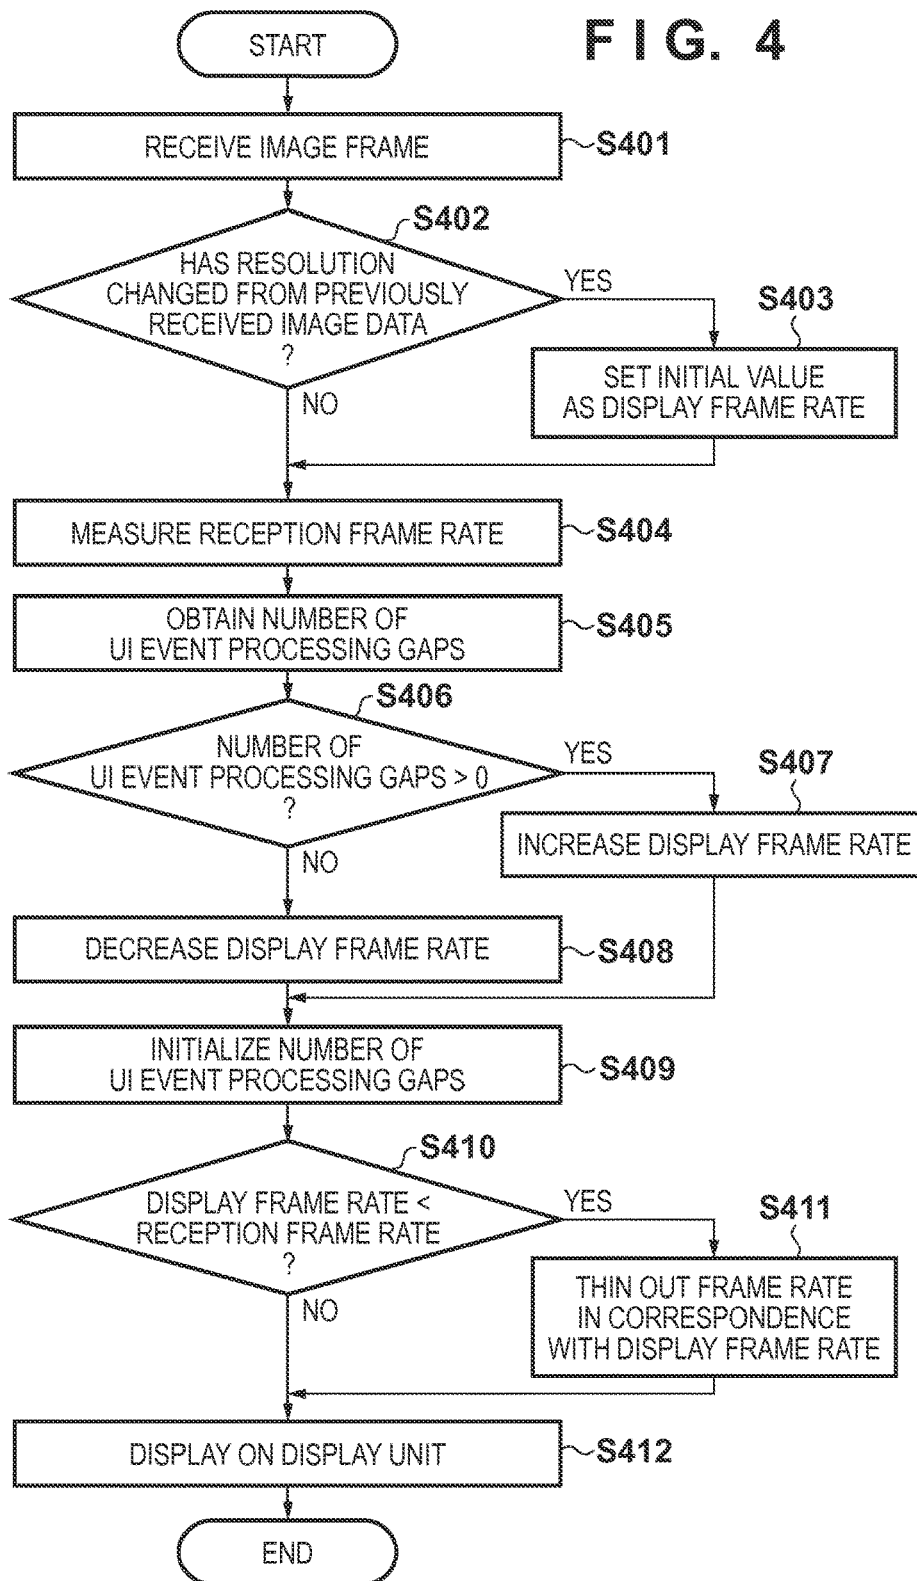 FIG. 4
START
RECEIVE IMAGE FRAME
S401
S402
HAS RESOLUTION
CHANGED FROM PREVIOUSLY
RECEIVED IMAGE DATA
?
YES
NO
S403
SET INITIAL VALUE
AS DISPLAY FRAME RATE
MEASURE RECEPTION FRAME RATE
S404
OBTAIN NUMBER OF
UI EVENT PROCESSING GAPS
S405
S406
NUMBER OF
UI EVENT PROCESSING GAPS > 0
?
YES
NO
S407
INCREASE DISPLAY FRAME RATE
DECREASE DISPLAY FRAME RATE
S408
INITIALIZE NUMBER OF
UI EVENT PROCESSING GAPS
S409
S410
DISPLAY FRAME RATE <
RECEPTION FRAME RATE
?
YES
NO
S411
THIN OUT FRAME RATE
IN CORRESPONDENCE
WITH DISPLAY FRAME RATE
DISPLAY ON DISPLAY UNIT
S412
END